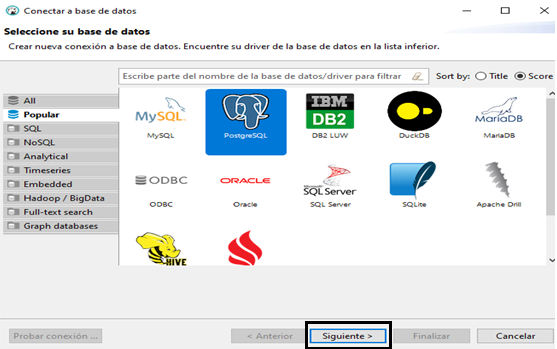 Conectar a base de datos
Seleccione su base de datos
Crear nueva conexión a base de datos. Encuentre su driver de la base de datos en la lista inferior.
Escribe parte del nombre de la base de datos/driver para filtrar
Sort by: Title Score
All
Popular
SQL
NoSQL
Analytical
Timeseries
Embedded
Hadoop / BigData
Full-text search
Graph databases
MySQL IBM DB2 MariaDB
MySQL PostgreSQL DB2 LUW DuckDB MariaDB
ODBC ORACLE Microsoft SQL Server SQLite
ODBC Oracle SQL Server SQLite Apache Drill
HIVE
Probar conexión ... < Anterior Siguiente > Finalizar Cancelar